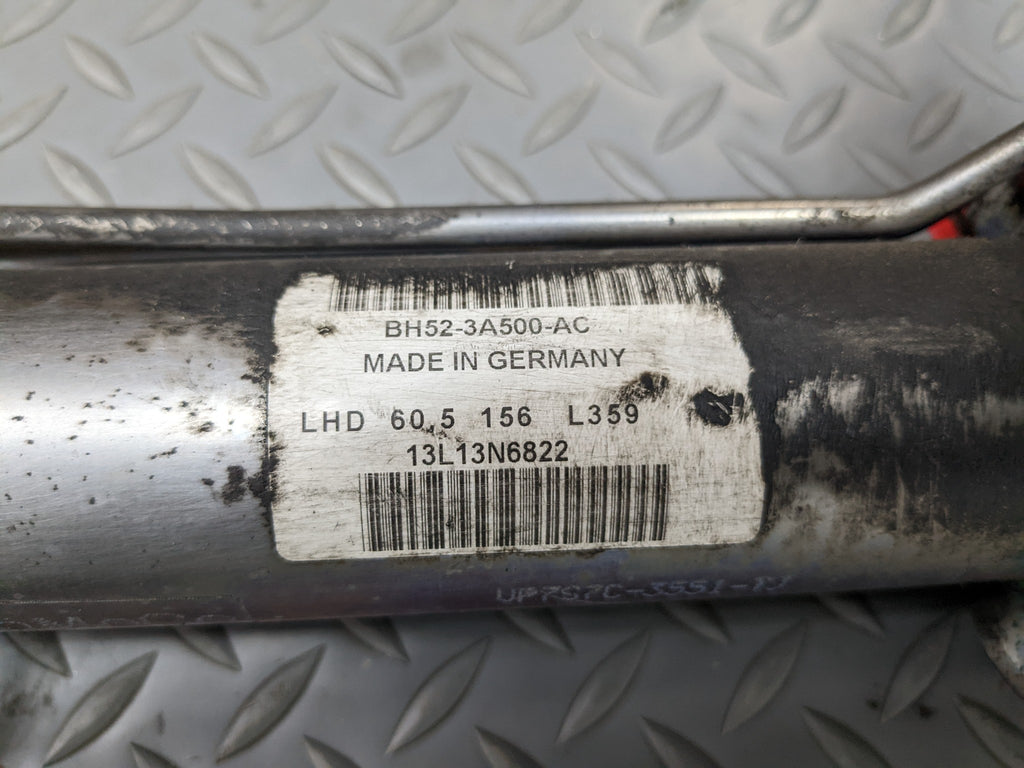 BH52-3A500-AC
MADE IN GERMANY
LHD 60,5 156 L359
13L13N6822